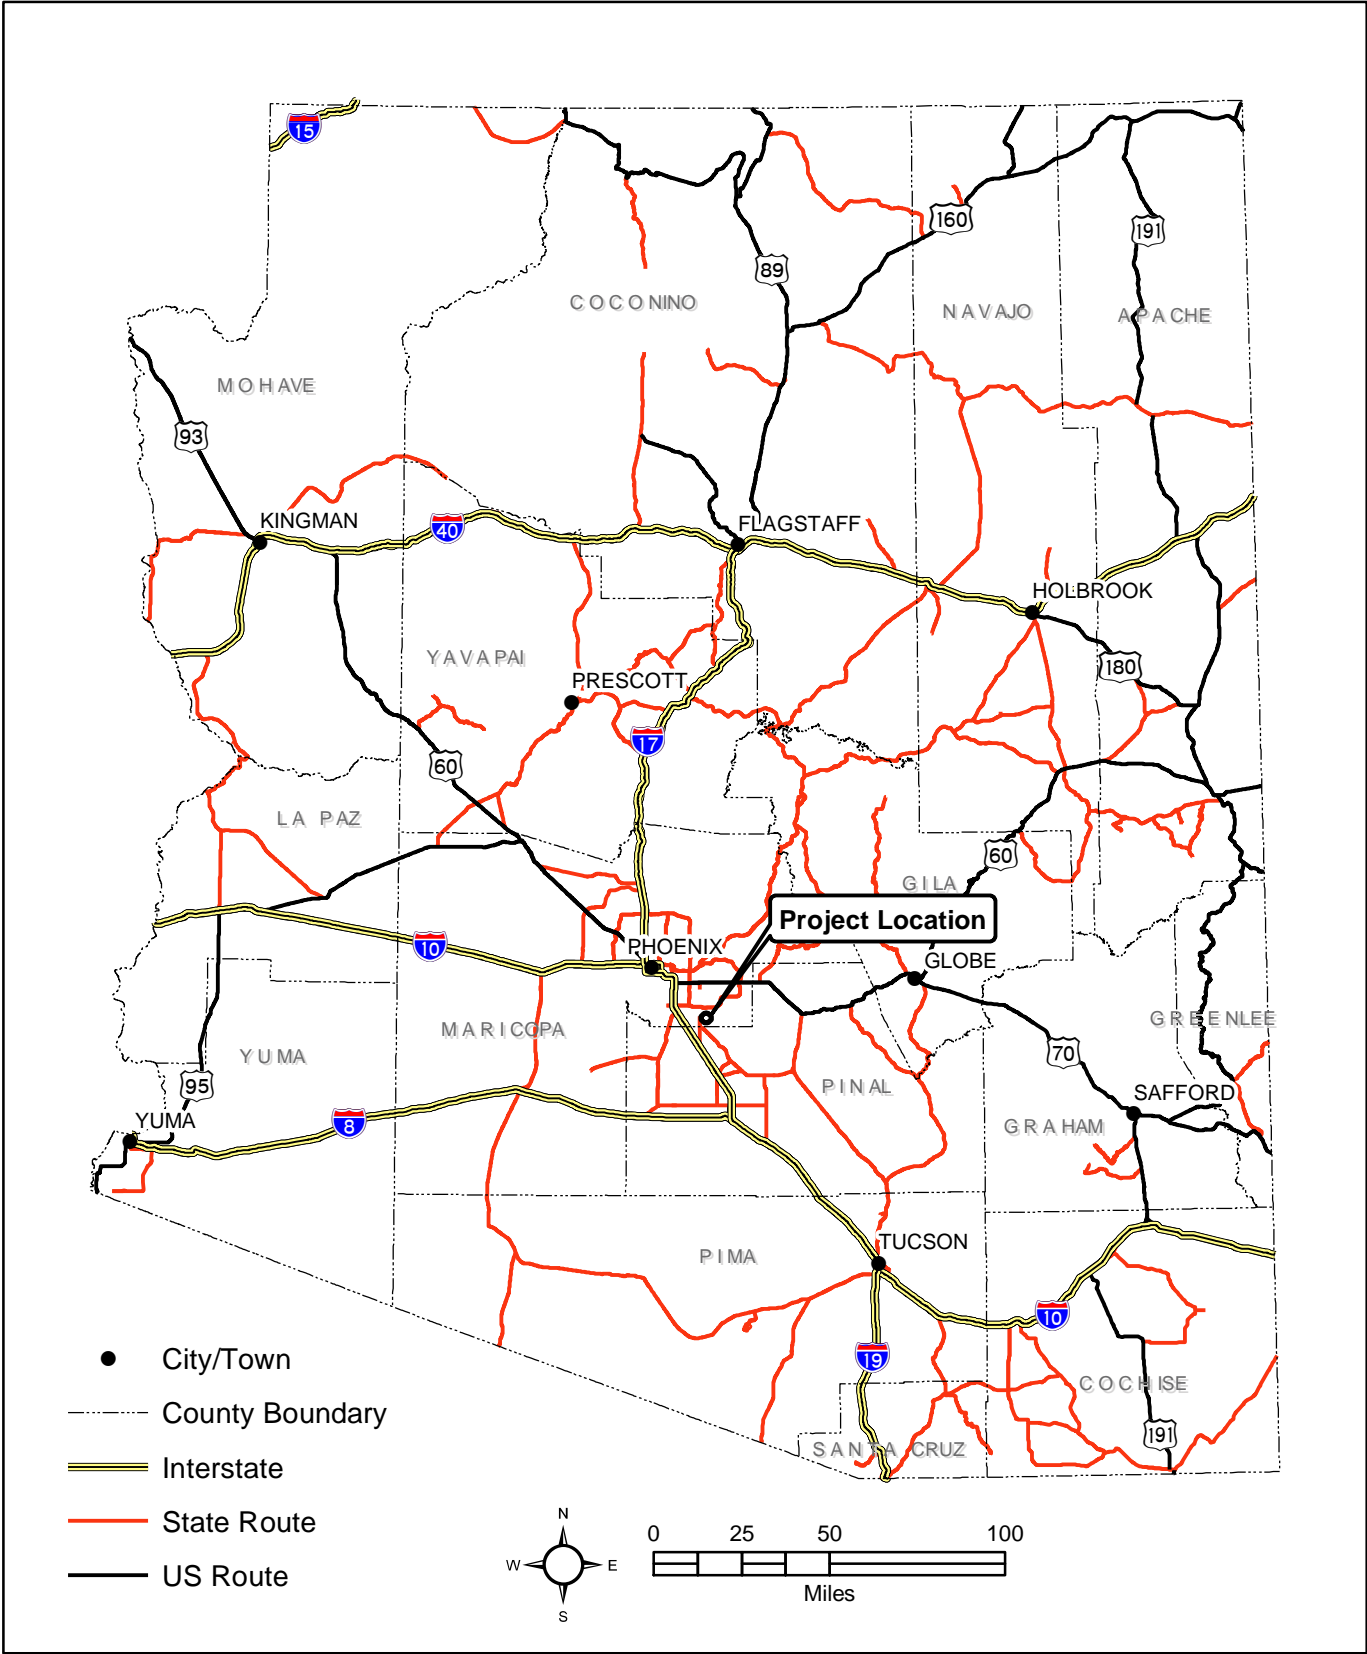 15
160
191
89
COCONINO
NAVAJO
APACHE
MOHAVE
93
KINGMAN
40
FLAGSTAFF
HOLBROOK
YAVAPAI
180
PRESCOTT
17
60
LA PAZ
60
GILA
Project Location
10
PHOENIX
GLOBE
MARICOPA
GREENLEE
YUMA
70
95
PINAL
SAFFORD
YUMA
8
GRAHAM
TUCSON
PIMA
10
City/Town
19
COCHISE
County Boundary
191
SANTA CRUZ
Interstate
State Route
N
0 25 50 100
W E
US Route
Miles
S